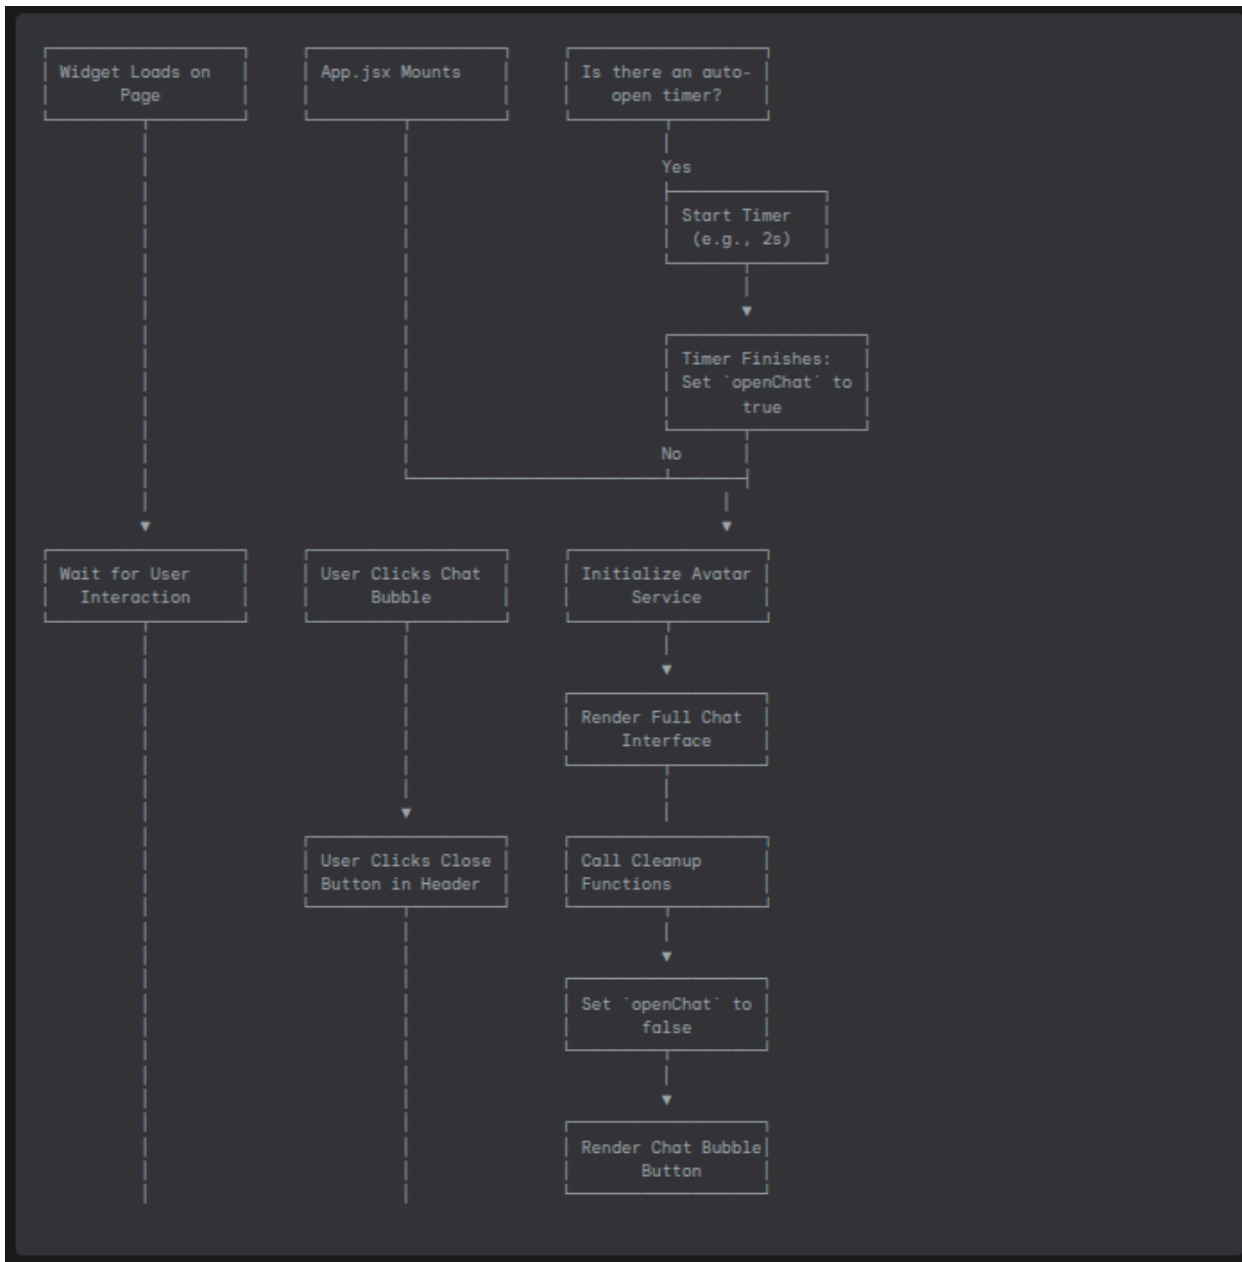 Widget Loads on
Page
App.jsx Mounts
Is there an auto-
open timer?
Yes
Start Timer
(e.g., 2s)
Timer Finishes:
Set `openChat` to
true
No
Wait for User
Interaction
User Clicks Chat
Bubble
Initialize Avatar
Service
Render Full Chat
Interface
User Clicks Close
Button in Header
Call Cleanup
Functions
Set `openChat` to
false
Render Chat Bubble
Button